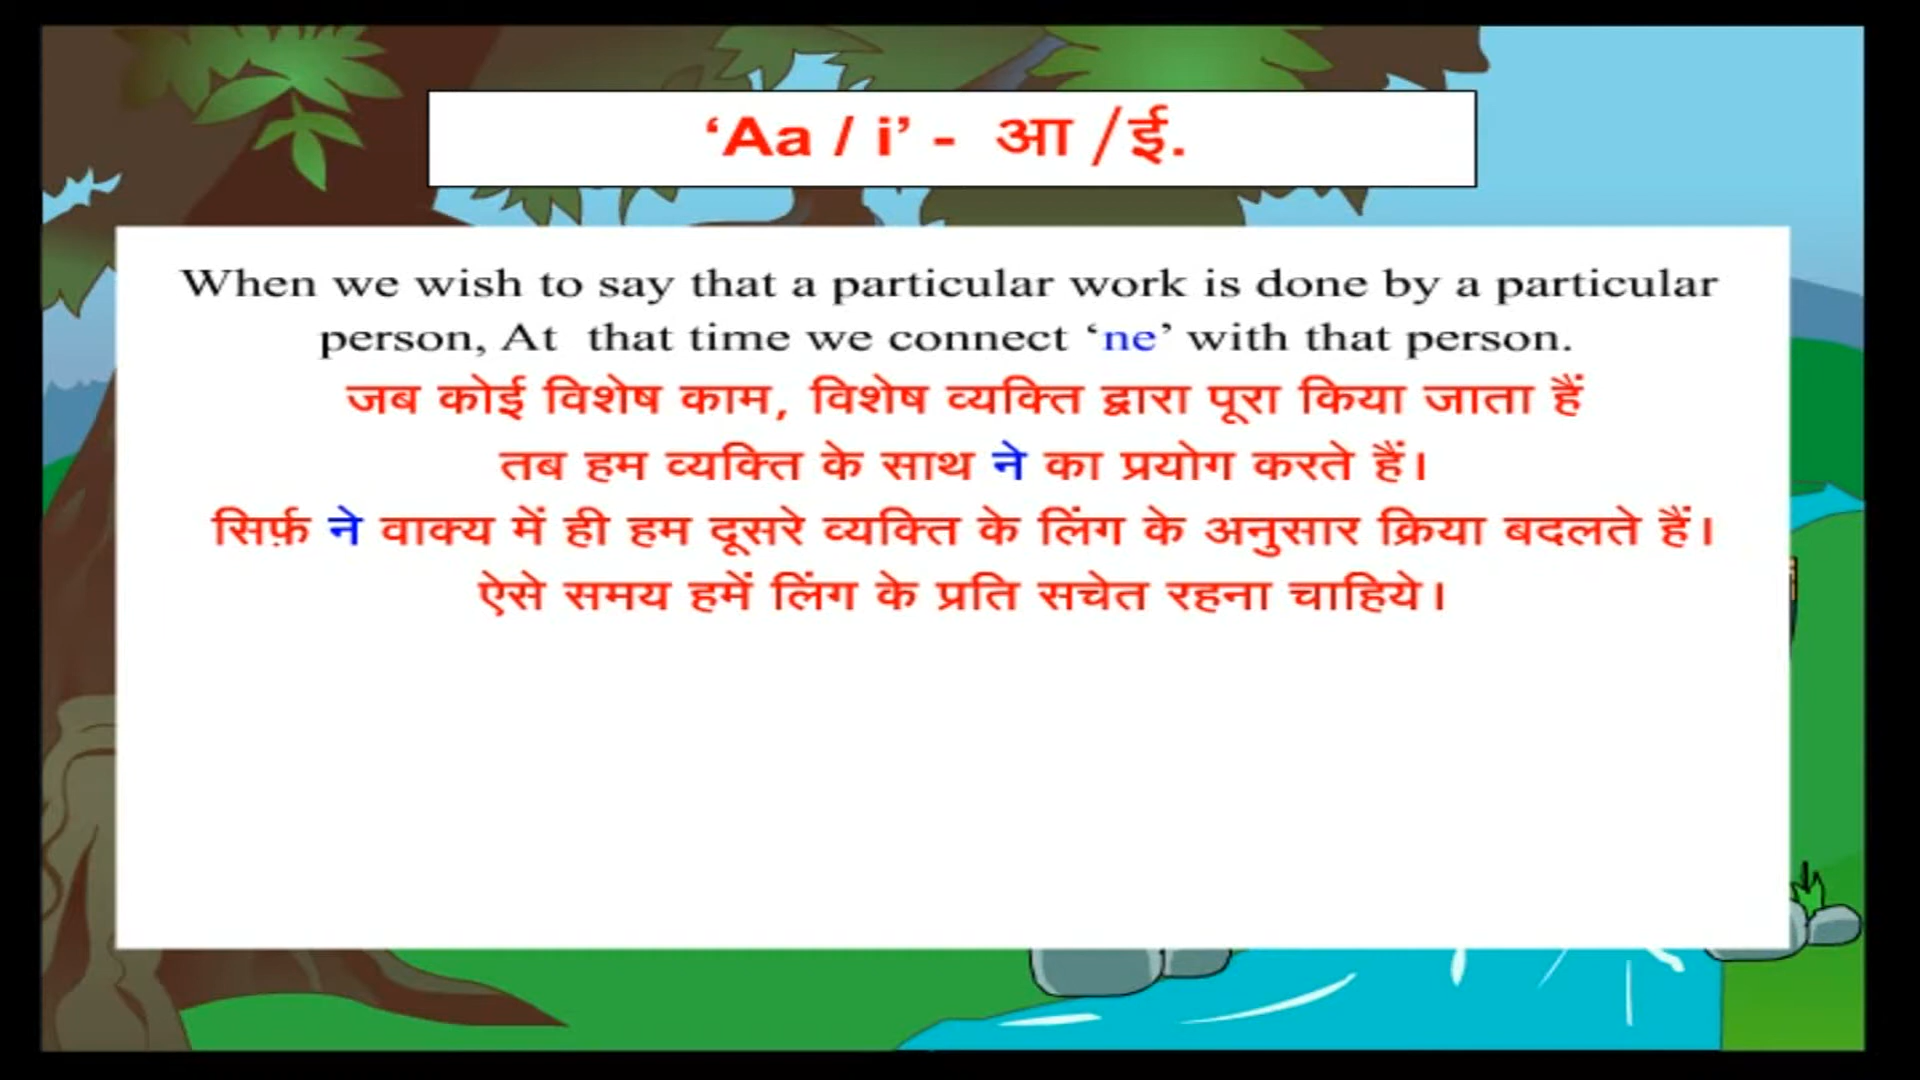 ‘Aa / i’ - आ /ई.
When we wish to say that a particular work is done by a particular
person, At that time we connect ‘ne’ with that person.
जब कोई विशेष काम, विशेष व्यक्ति द्वारा पूरा किया जाता हैं
तब हम व्यक्ति के साथ ने का प्रयोग करते हैं।
सिर्फ़ ने वाक्य में ही हम दूसरे व्यक्ति के लिंग के अनुसार क्रिया बदलते हैं।
ऐसे समय हमें लिंग के प्रति सचेत रहना चाहिये।